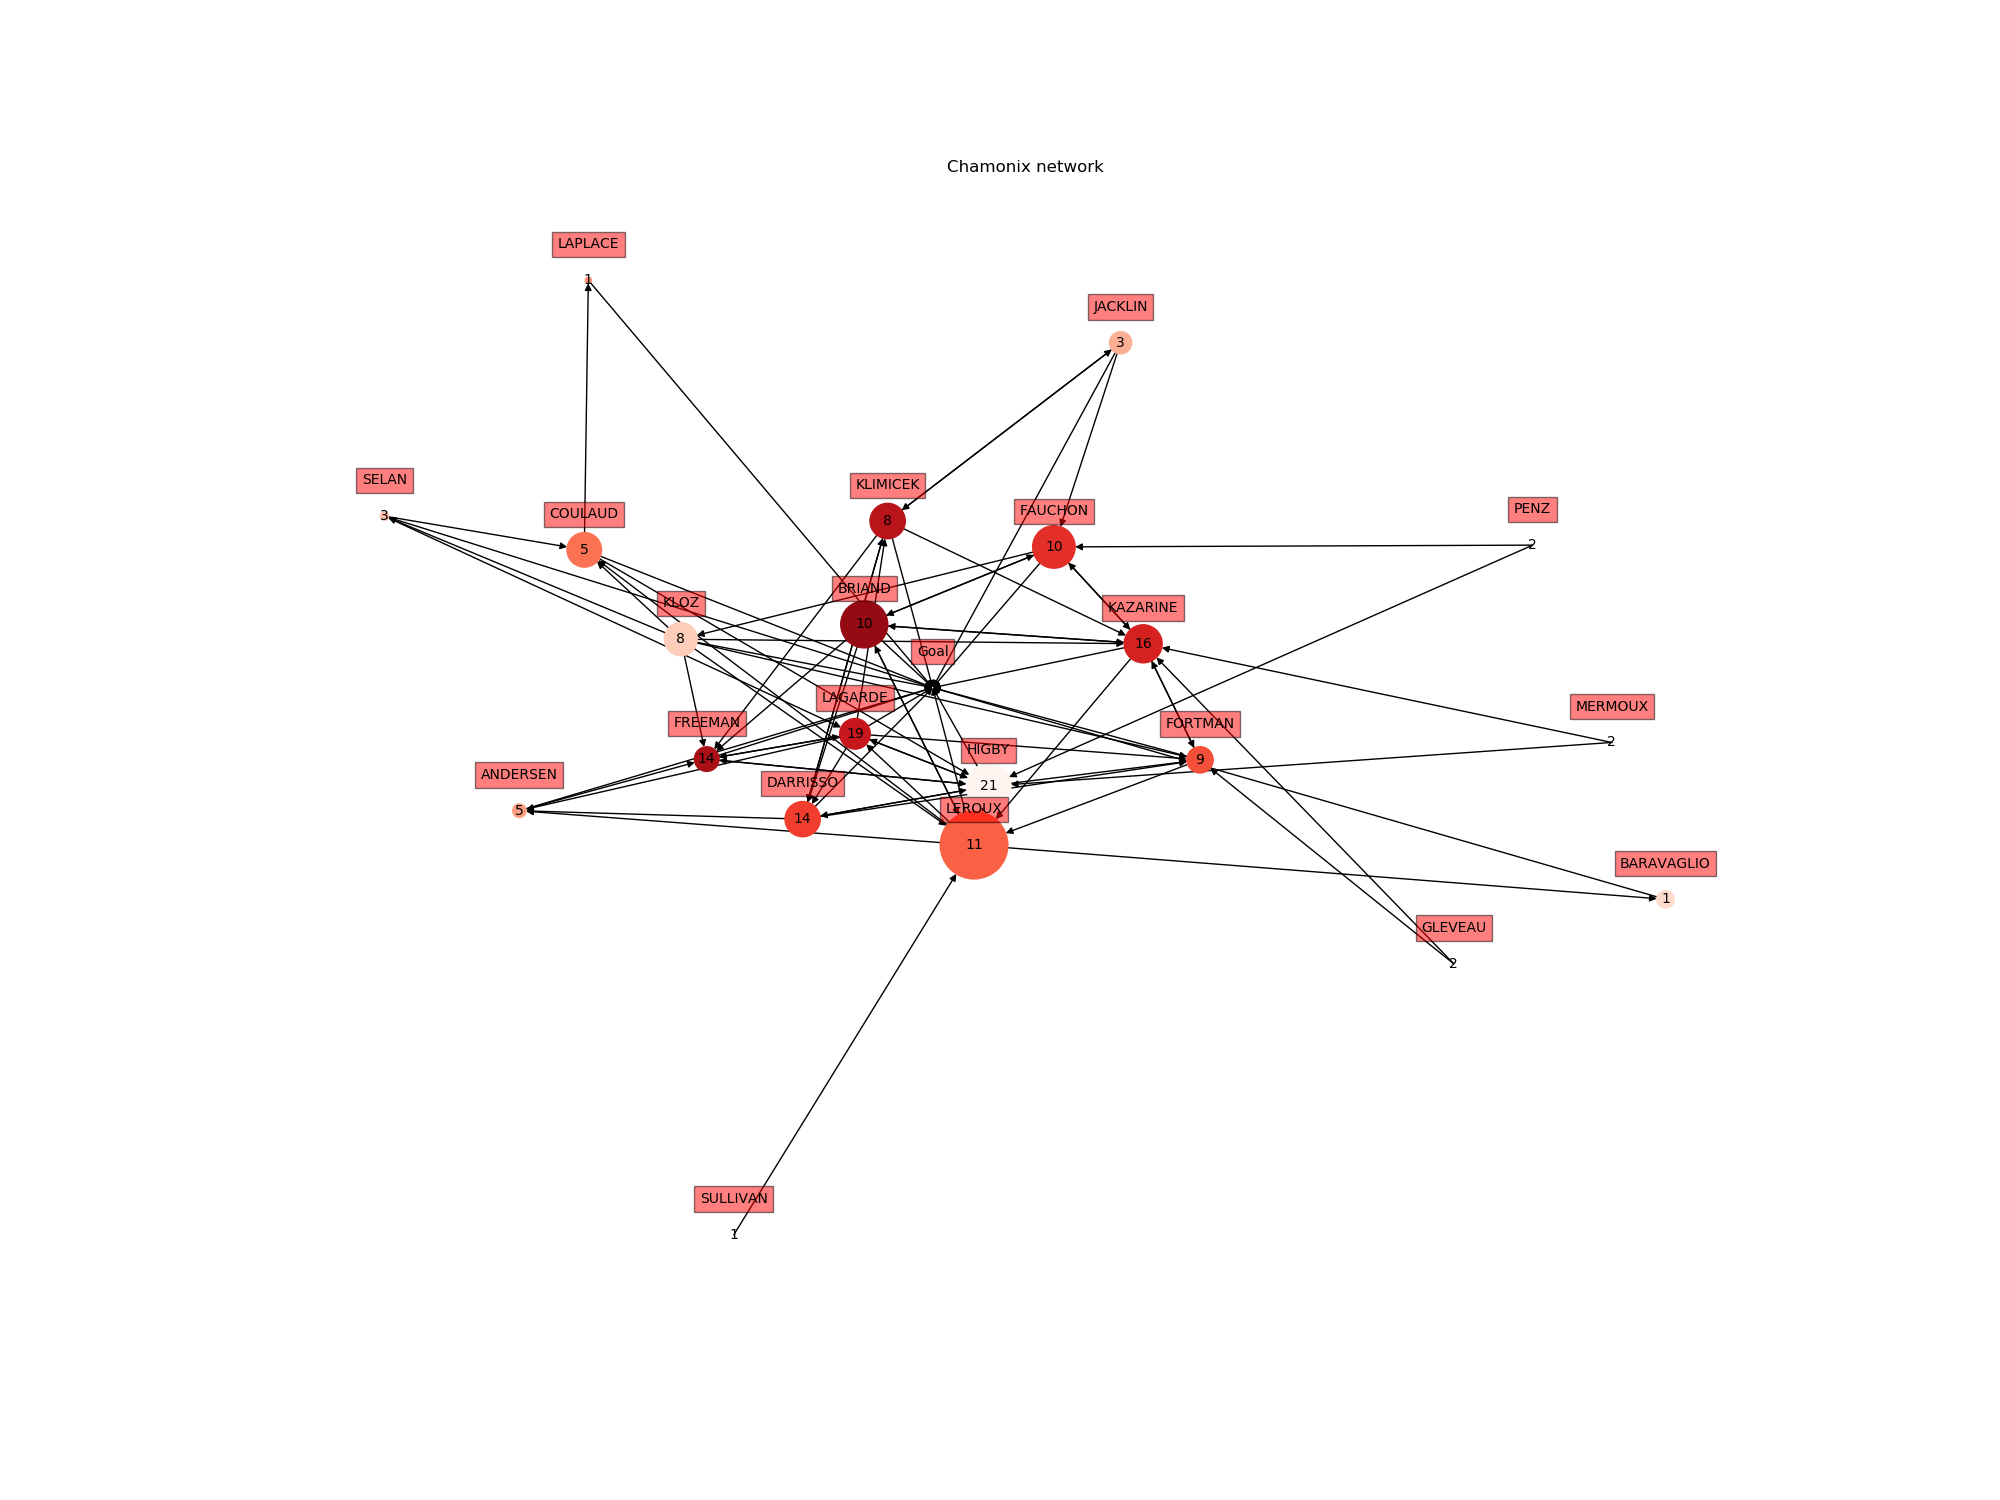 Chamonix network
LAPLACE
1
JACKLIN
3
SELAN
3
KLIMICEK
8
FAUCHON
10
PENZ
2
COULAUD
5
BRIAND
10
KLOZ
8
KAZARINE
16
Goal
LAGARDE
19
FREEMAN
14
FORTMAN
9
MERMOUX
2
HIGBY
21
ANDERSEN
5
DARRISSO
14
LEROUX
11
BARAVAGLIO
1
GLEVEAU
2
SULLIVAN
1